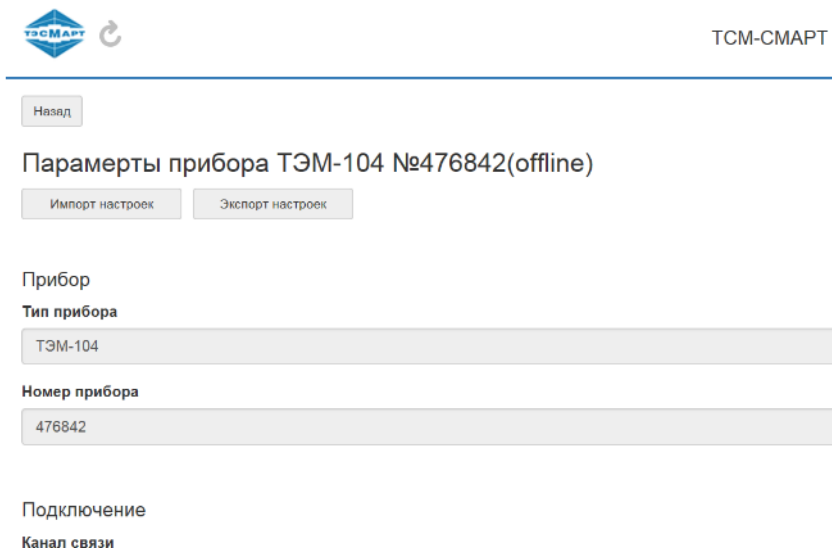 ТЭСМАРТ
ТСМ-СМАРТ
Назад
Парамерты прибора ТЭМ-104 №476842(offline)
Импорт настроек Экспорт настроек
Прибор
Тип прибора
ТЭМ-104
Номер прибора
476842
Подключение
Канал связи